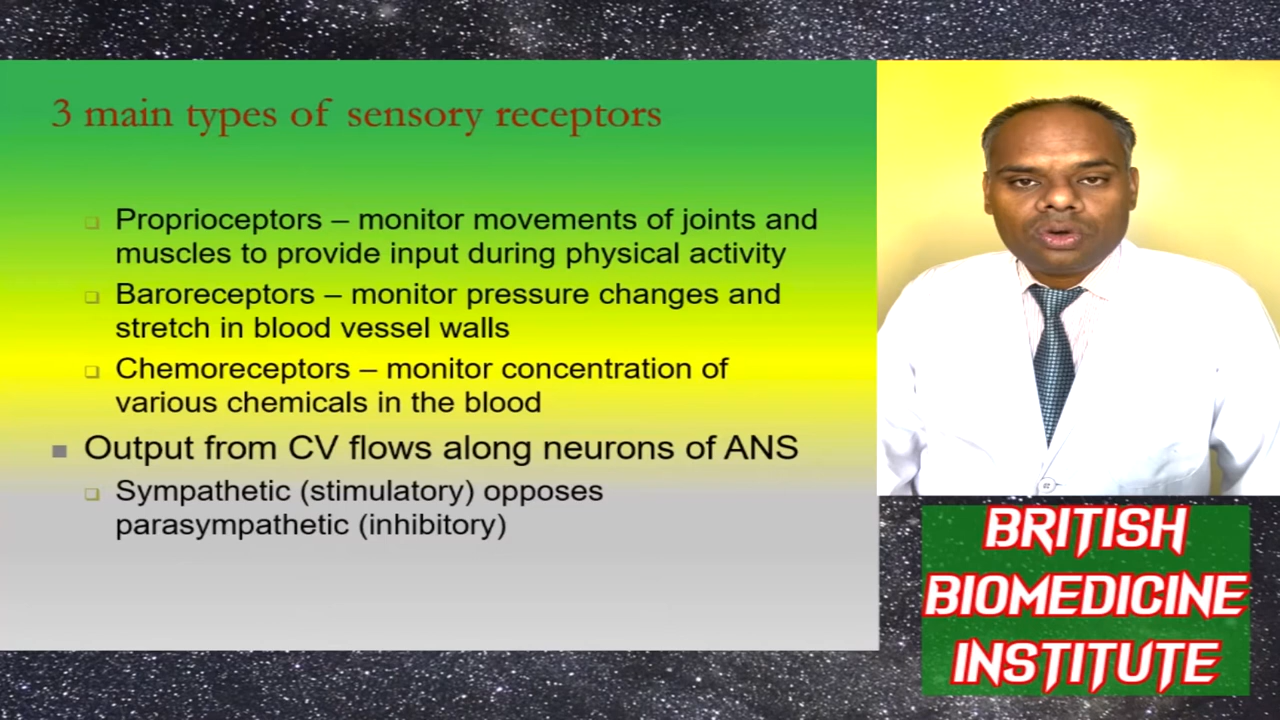 3 main types of sensory receptors
❑ Proprioceptors – monitor movements of joints and
muscles to provide input during physical activity
❑ Baroreceptors – monitor pressure changes and
stretch in blood vessel walls
❑ Chemoreceptors – monitor concentration of
various chemicals in the blood
■ Output from CV flows along neurons of ANS
❑ Sympathetic (stimulatory) opposes
parasympathetic (inhibitory)
BRITISH
BIOMEDICINE
INSTITUTE